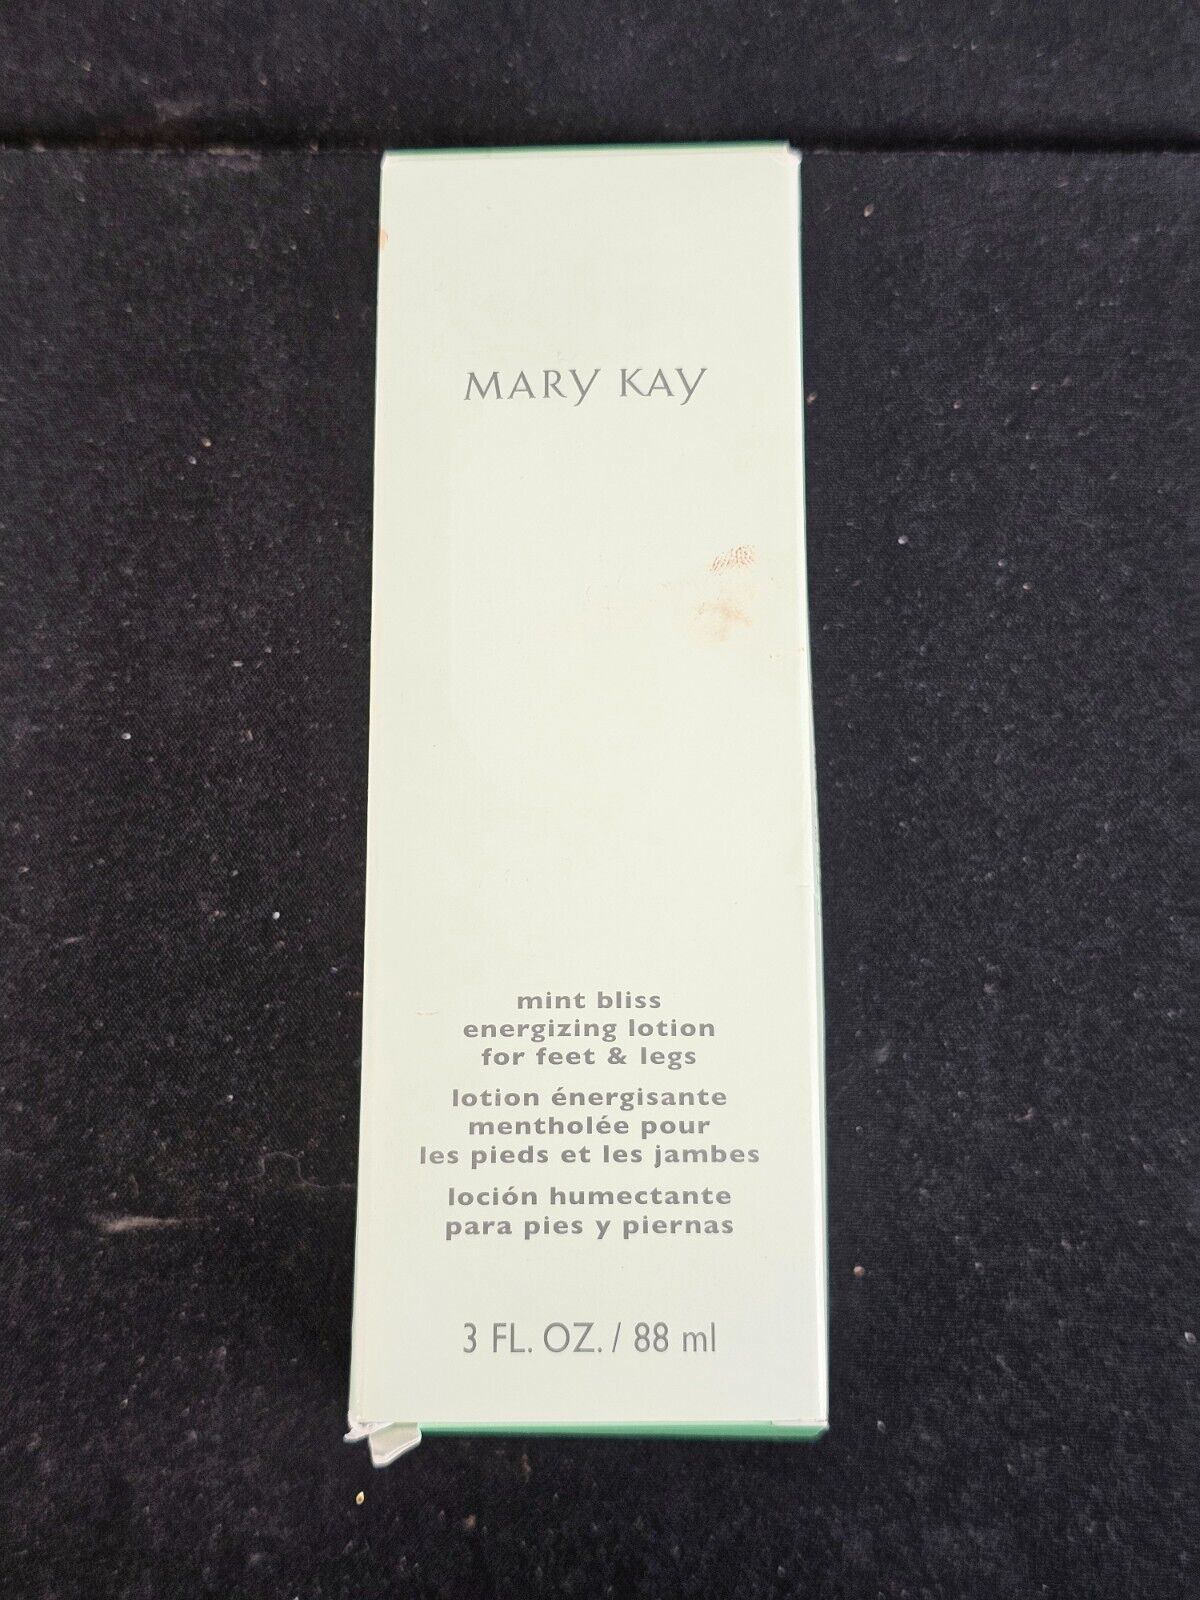 MARY KAY
mint bliss
energizing lotion
for feet & legs
lotion énergisante
mentholée pour
les pieds et les jambes
loción humectante
para pies y piernas
3 FL. OZ. / 88 ml